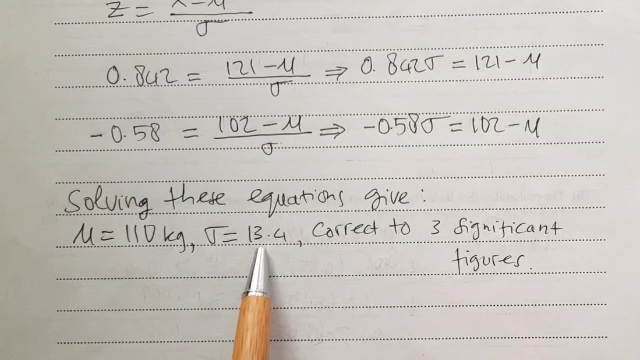 Z = x-μ / σ
0.842 = 121-μ / σ ⇒ 0.842σ = 121-μ
-0.58 = 102-μ / σ ⇒ -0.58σ = 102-μ
Solving these equations give:
μ = 110 kg, σ = 13.4, correct to 3 significant
figures.